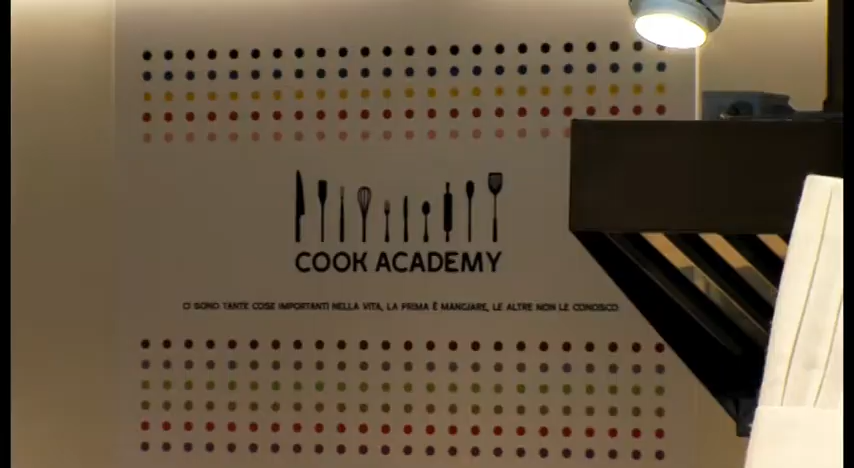 COOK ACADEMY
CI SONO TANTE COSE IMPORTANTI NELLA VITA, LA PRIMA È MANGIARE, LE ALTRE NON LE CONOSCO.